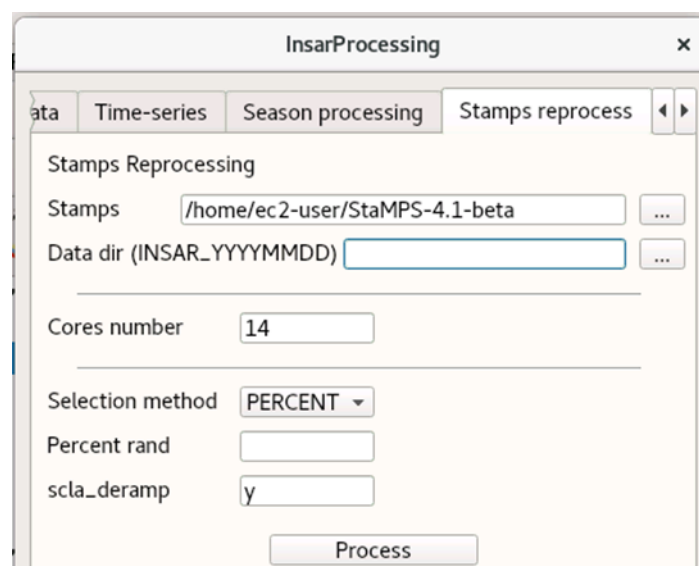 InsarProcessing
ata Time-series Season processing Stamps reprocess
Stamps Reprocessing
Stamps /home/ec2-user/StaMPS-4.1-beta ...
Data dir (INSAR_YYYYMMDD) ...
Cores number 14
Selection method PERCENT
Percent rand
scla_deramp y
Process